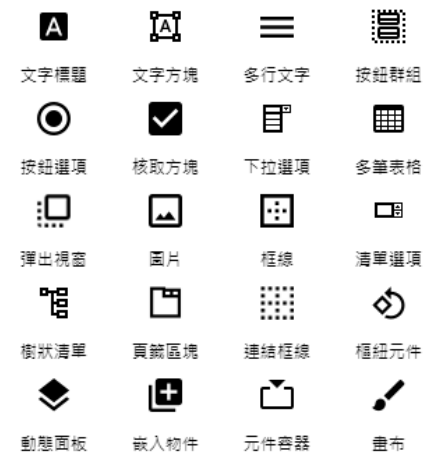 A
A
文字標題 文字方塊 多行文字 按鈕群組
按鈕選項 核取方塊 下拉選項 多筆表格
彈出視窗 圖片 框線 清單選項
樹狀清單 頁籤區塊 連結框線 樞紐元件
動態面板 嵌入物件 元件容器 畫布